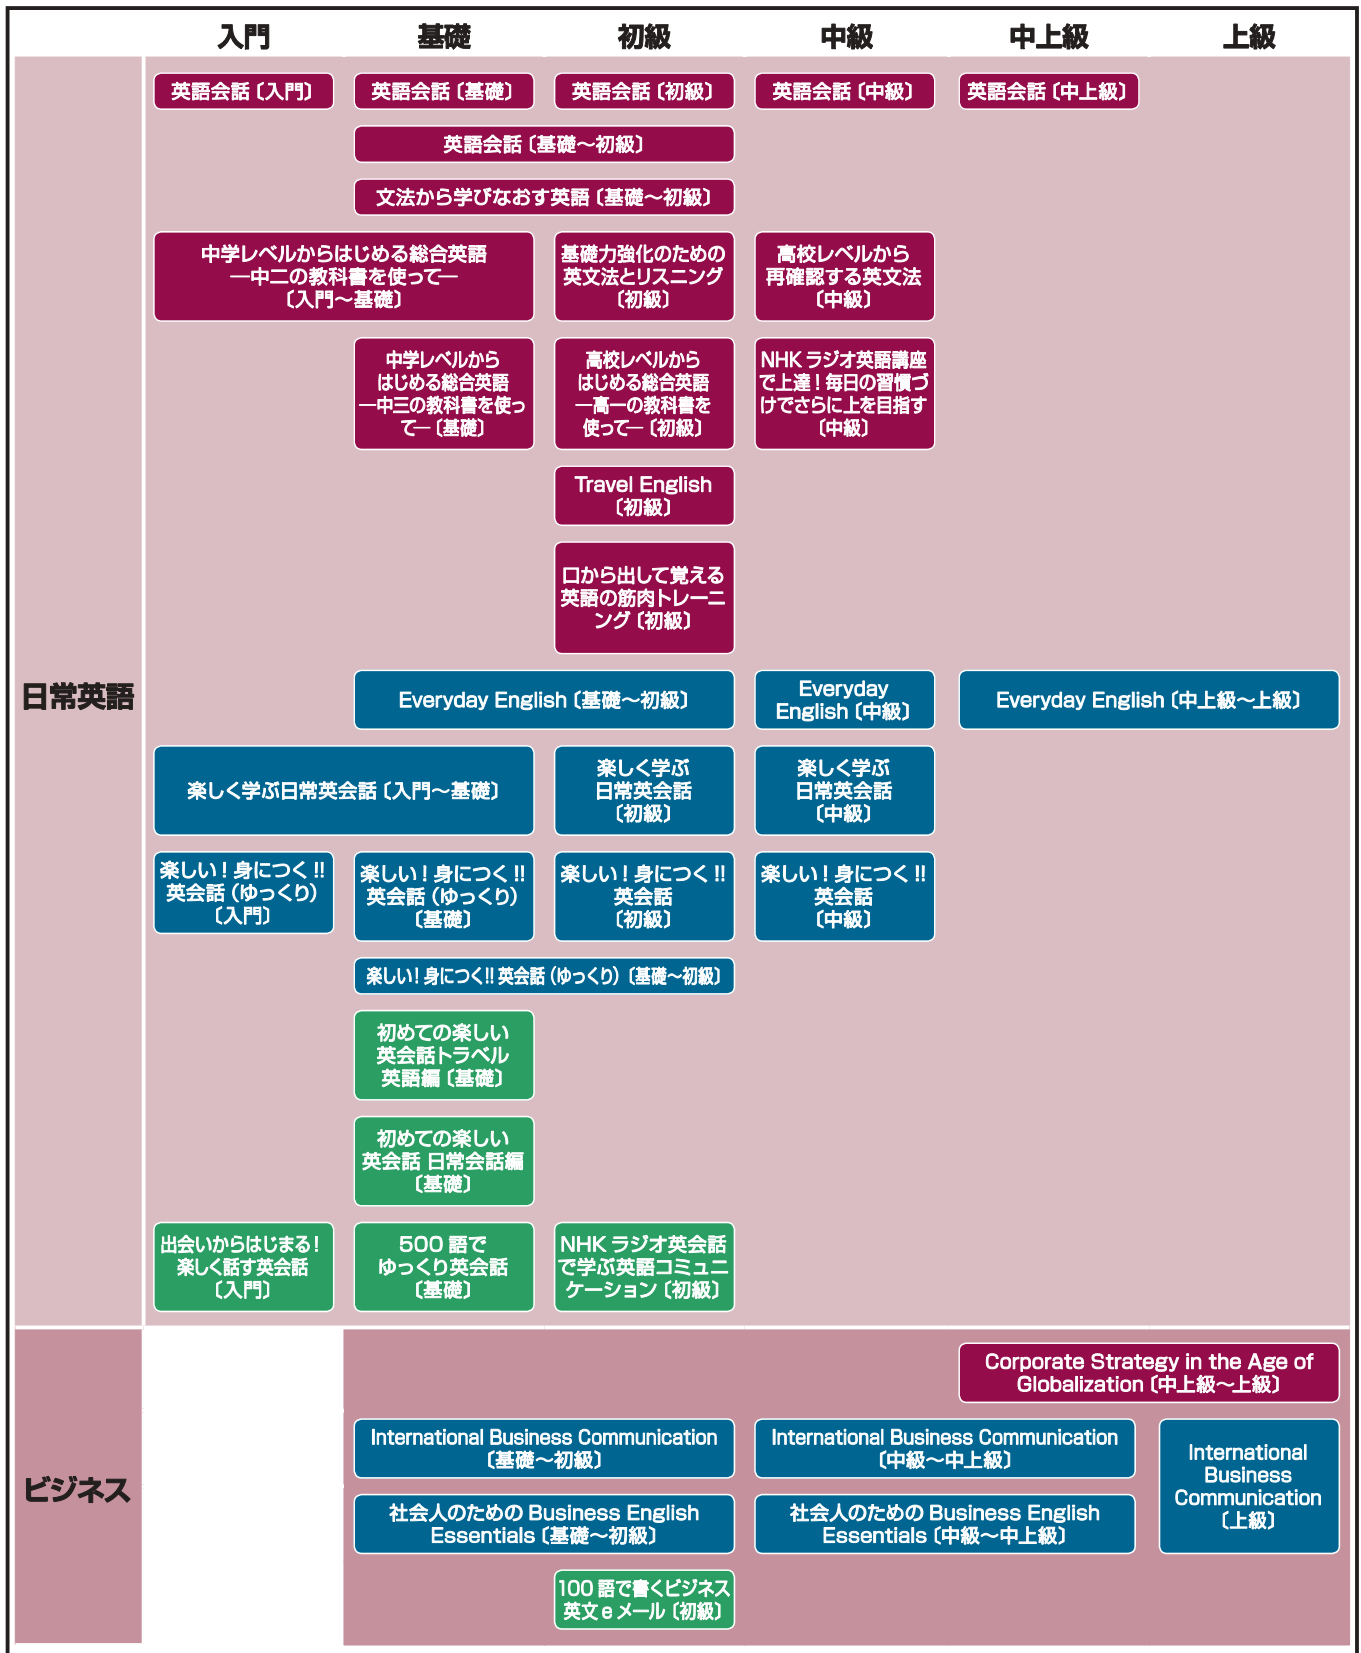 入門 基礎 初級 中級 中上級 上級
日常英語
英語会話〔入門〕
英語会話〔基礎〕
英語会話〔初級〕
英語会話〔中級〕
英語会話〔中上級〕
英語会話〔基礎～初級〕
文法から学びなおす英語〔基礎～初級〕
中学レベルからはじめる総合英語
―中二の教科書を使って―
〔入門～基礎〕
基礎力強化のための
英文法とリスニング
〔初級〕
高校レベルから
再確認する英文法
〔中級〕
中学レベルから
はじめる総合英語
―中三の教科書を使っ
て―〔基礎〕
高校レベルから
はじめる総合英語
―高一の教科書を
使って―〔初級〕
NHKラジオ英語講座
で上達！毎日の習慣づ
けでさらに上を目指す
〔中級〕
Travel English
〔初級〕
口から出して覚える
英語の筋肉トレーニ
ング〔初級〕
Everyday English〔基礎～初級〕
Everyday
English〔中級〕
Everyday English〔中上級～上級〕
楽しく学ぶ日常英会話〔入門～基礎〕
楽しく学ぶ
日常英会話
〔初級〕
楽しく学ぶ
日常英会話
〔中級〕
楽しい！身につく!!
英会話（ゆっくり）
〔入門〕
楽しい！身につく!!
英会話（ゆっくり）
〔基礎〕
楽しい！身につく!!
英会話
〔初級〕
楽しい！身につく!!
英会話
〔中級〕
楽しい！身につく!!英会話（ゆっくり）〔基礎～初級〕
初めての楽しい
英会話トラベル
英語編〔基礎〕
初めての楽しい
英会話 日常会話編
〔基礎〕
出会いからはじまる！
楽しく話す英会話
〔入門〕
500語で
ゆっくり英会話
〔基礎〕
NHKラジオ英会話
で学ぶ英語コミュニ
ケーション〔初級〕
ビジネス
Corporate Strategy in the Age of
Globalization〔中上級～上級〕
International Business Communication
〔基礎～初級〕
International Business Communication
〔中級～中上級〕
International
Business
Communication
〔上級〕
社会人のための Business English
Essentials〔基礎～初級〕
社会人のための Business English
Essentials〔中級～中上級〕
100語で書くビジネス
英文eメール〔初級〕